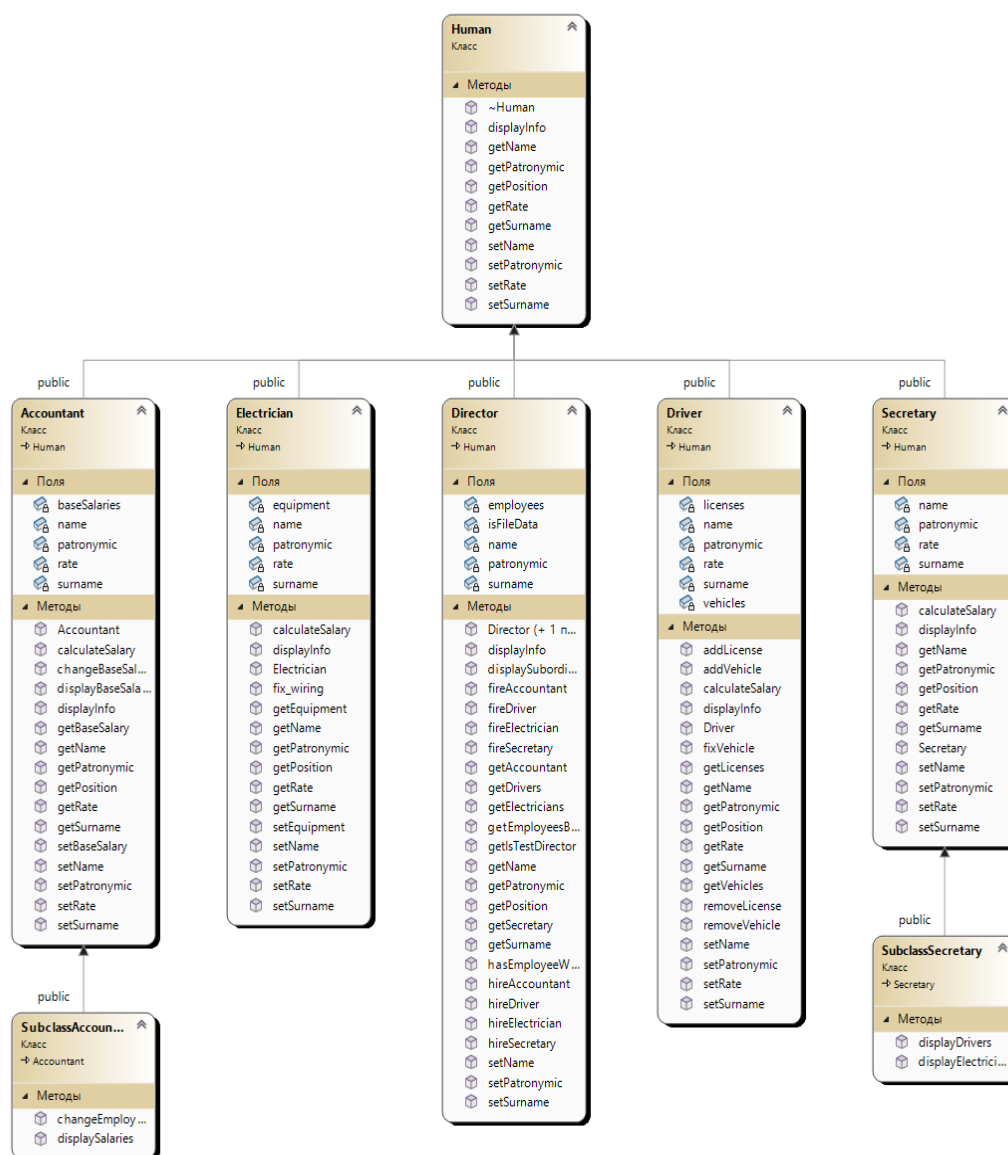 Human
Класс
Методы
~Human
displayInfo
getName
getPatronymic
getPosition
getRate
getSurname
setName
setPatronymic
setRate
setSurname
public
public
public
public
public
Accountant
Класс
Human
Поля
baseSalaries
name
patronymic
rate
surname
Методы
Accountant
calculateSalary
changeBaseSal...
displayBaseSala...
displayInfo
getBaseSalary
getName
getPatronymic
getPosition
getRate
getSurname
setBaseSalary
setName
setPatronymic
setRate
setSurname
Electrician
Класс
Human
Поля
equipment
name
patronymic
rate
surname
Методы
calculateSalary
displayInfo
Electrician
fix_wiring
getEquipment
getName
getPatronymic
getPosition
getRate
getSurname
setEquipment
setName
setPatronymic
setRate
setSurname
Director
Класс
Human
Поля
employees
isFileData
name
patronymic
surname
Методы
Director (+ 1 п...
displayInfo
displaySubordi...
fireAccountant
fireDriver
fireElectrician
fireSecretary
getAccountant
getDrivers
getElectricians
getEmployeesB...
getIsTestDirector
getName
getPatronymic
getPosition
getSecretary
getSurname
hasEmployeeW...
hireAccountant
hireDriver
hireElectrician
hireSecretary
setName
setPatronymic
setSurname
Driver
Класс
Human
Поля
licenses
name
patronymic
rate
surname
vehicles
Методы
addLicense
addVehicle
calculateSalary
displayInfo
Driver
fixVehicle
getLicenses
getName
getPatronymic
getPosition
getRate
getSurname
getVehicles
removeLicense
removeVehicle
setName
setPatronymic
setRate
setSurname
Secretary
Класс
Human
Поля
name
patronymic
rate
surname
Методы
calculateSalary
displayInfo
getName
getPatronymic
getPosition
getRate
getSurname
Secretary
setName
setPatronymic
setRate
setSurname
public
SubclassAccoun...
Класс
Accountant
Методы
changeEmploy...
displaySalaries
public
SubclassSecretary
Класс
Secretary
Методы
displayDrivers
displayElectrici...